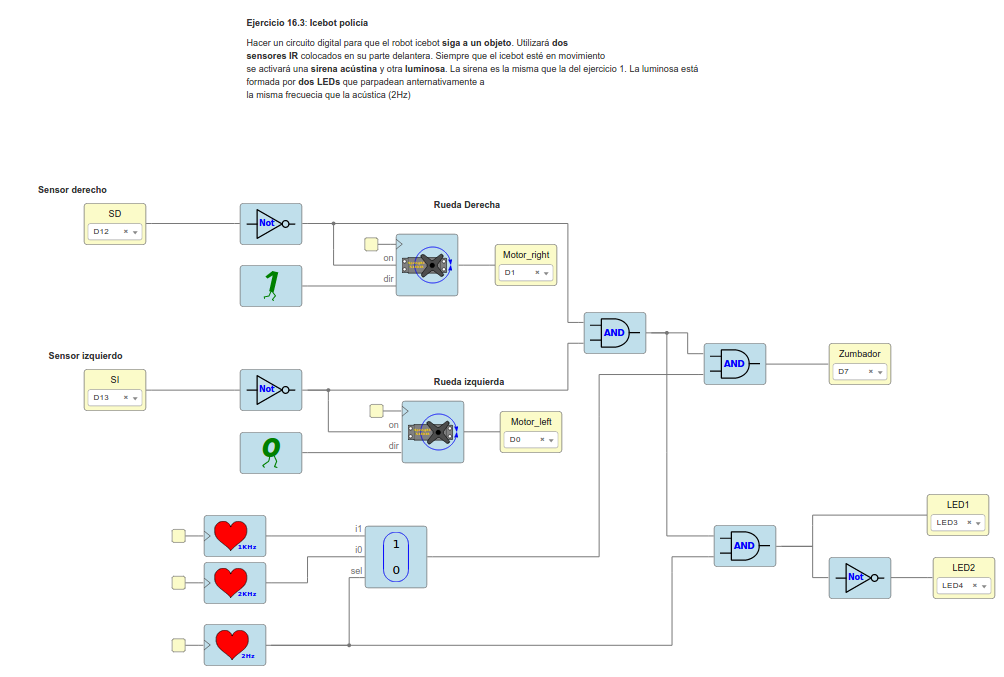 Ejercicio 16.3: Icebot policía
Hacer un circuito digital para que el robot icebot siga a un objeto. Utilizará dos
sensores IR colocados en su parte delantera. Siempre que el icebot esté en movimiento
se activará una sirena acústina y otra luminosa. La sirena es la misma que la del ejercicio 1. La luminosa está
formada por dos LEDs que parpadean anternativamente a
la misma frecuecia que la acústica (2Hz)
Sensor derecho
SD
D12
Not
Rueda Derecha
on
dir
1
Motor_right
D1
AND
AND
Zumbador
D7
Sensor izquierdo
SI
D13
Not
Rueda izquierda
on
dir
0
Motor_left
D0
1KHz
i1
i0
sel
1
0
2KHz
2Hz
AND
LED1
LED3
Not
LED2
LED4